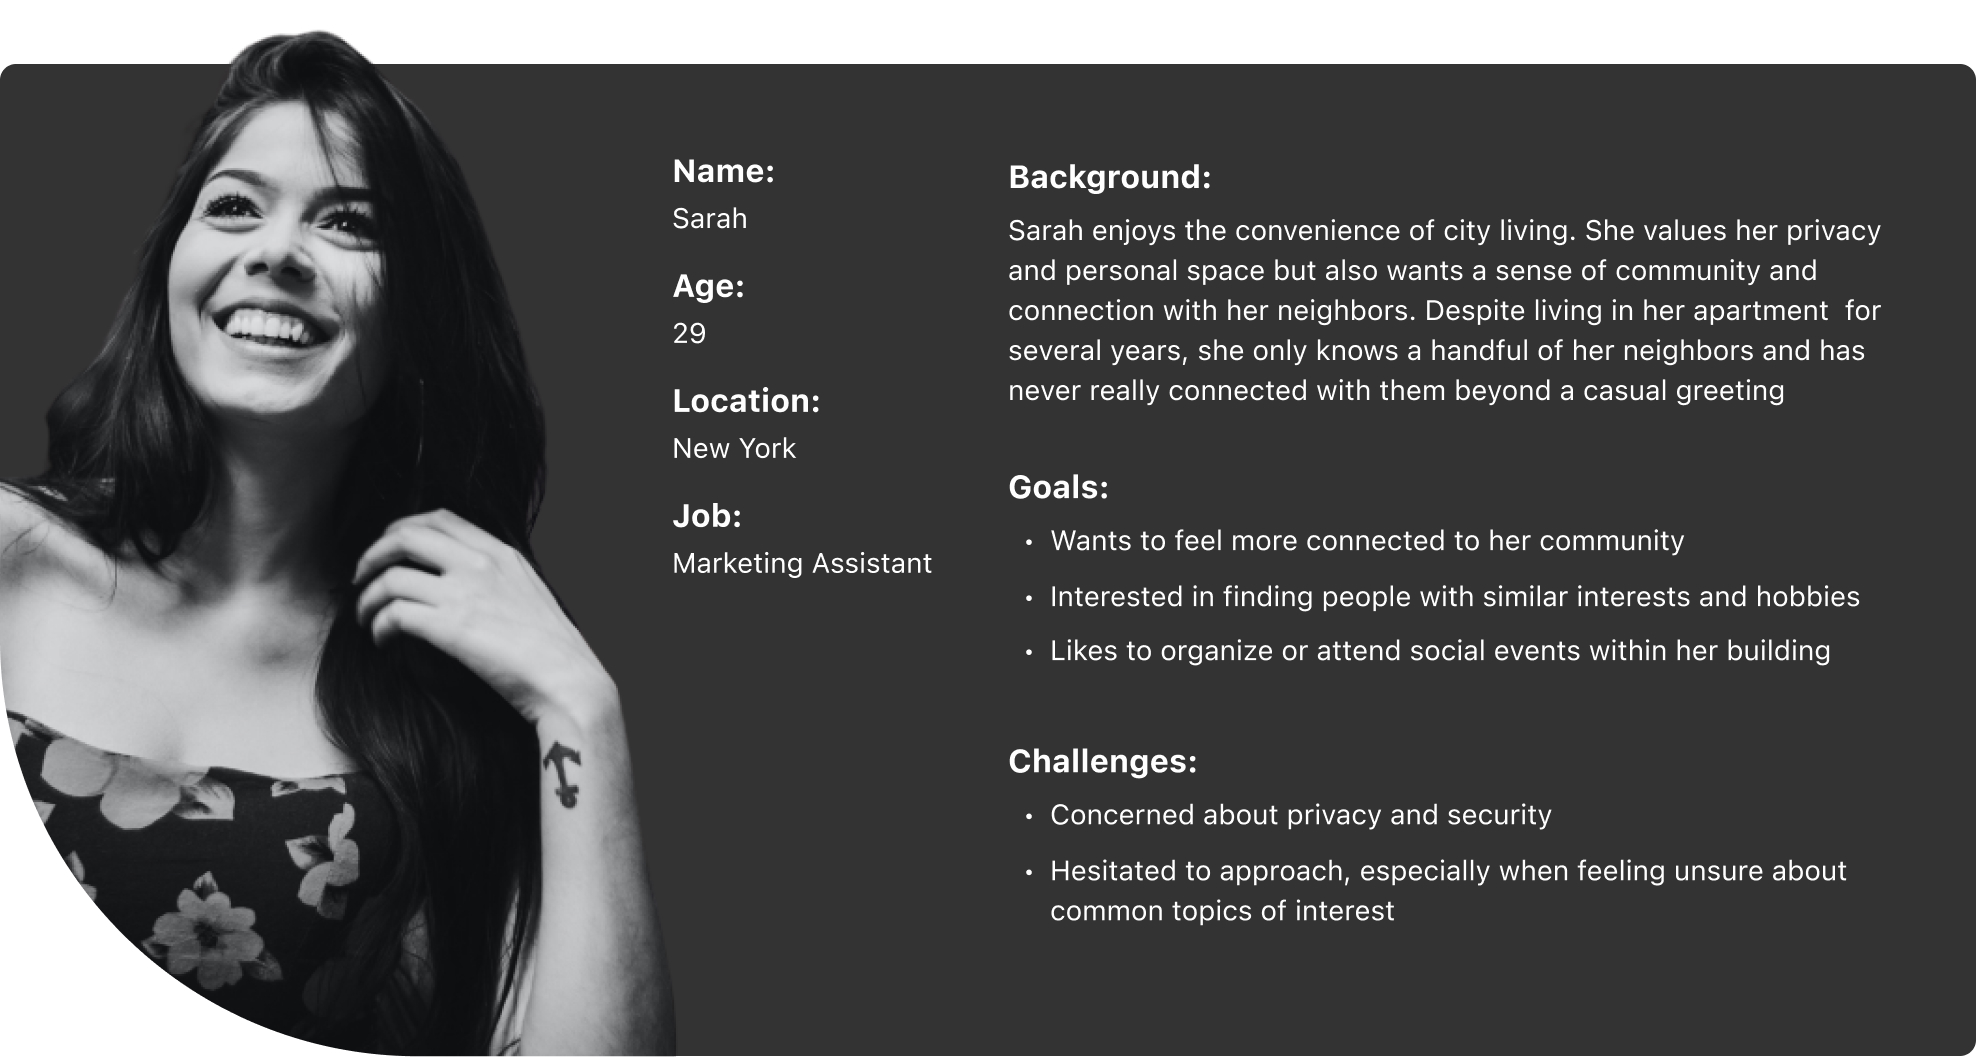 Name:
Sarah
Age:
29
Location:
New York
Job:
Marketing Assistant
Background:
Sarah enjoys the convenience of city living. She values her privacy
and personal space but also wants a sense of community and
connection with her neighbors. Despite living in her apartment  for
several years, she only knows a handful of her neighbors and has
never really connected with them beyond a casual greeting
Goals:
• Wants to feel more connected to her community
• Interested in finding people with similar interests and hobbies
• Likes to organize or attend social events within her building
Challenges:
• Concerned about privacy and security
• Hesitated to approach, especially when feeling unsure about
common topics of interest